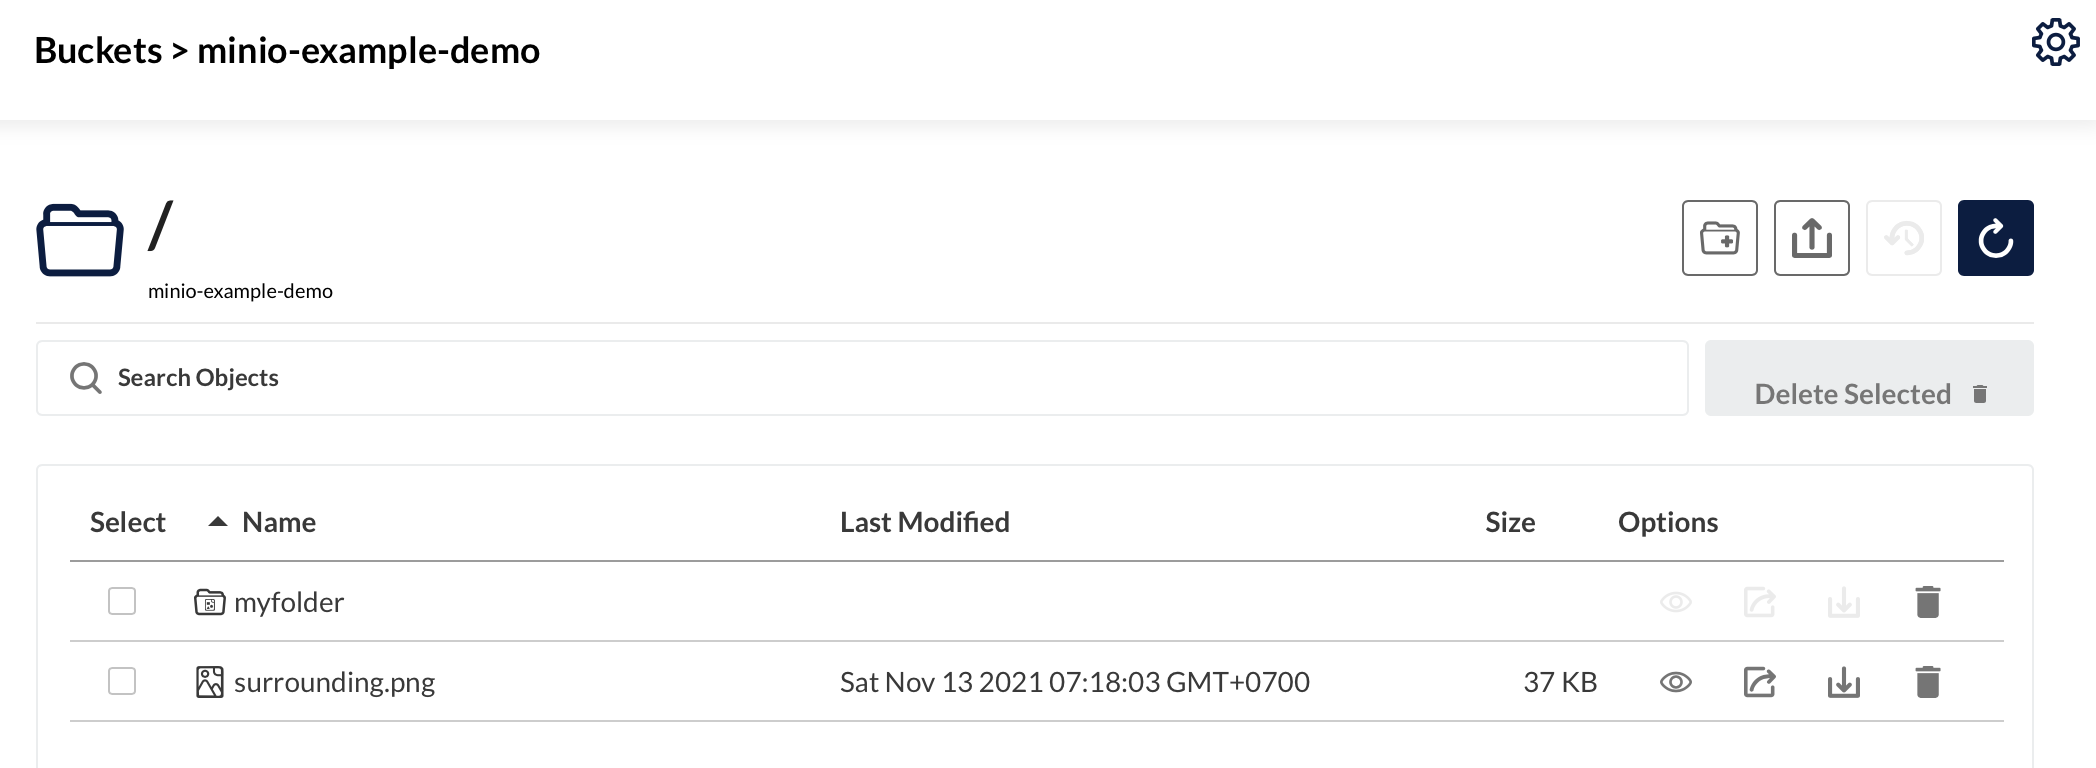 Buckets > minio-example-demo
/
minio-example-demo
Search Objects
Delete Selected
Select Name Last Modified Size Options
myfolder
surrounding.png Sat Nov 13 2021 07:18:03 GMT+0700 37 KB